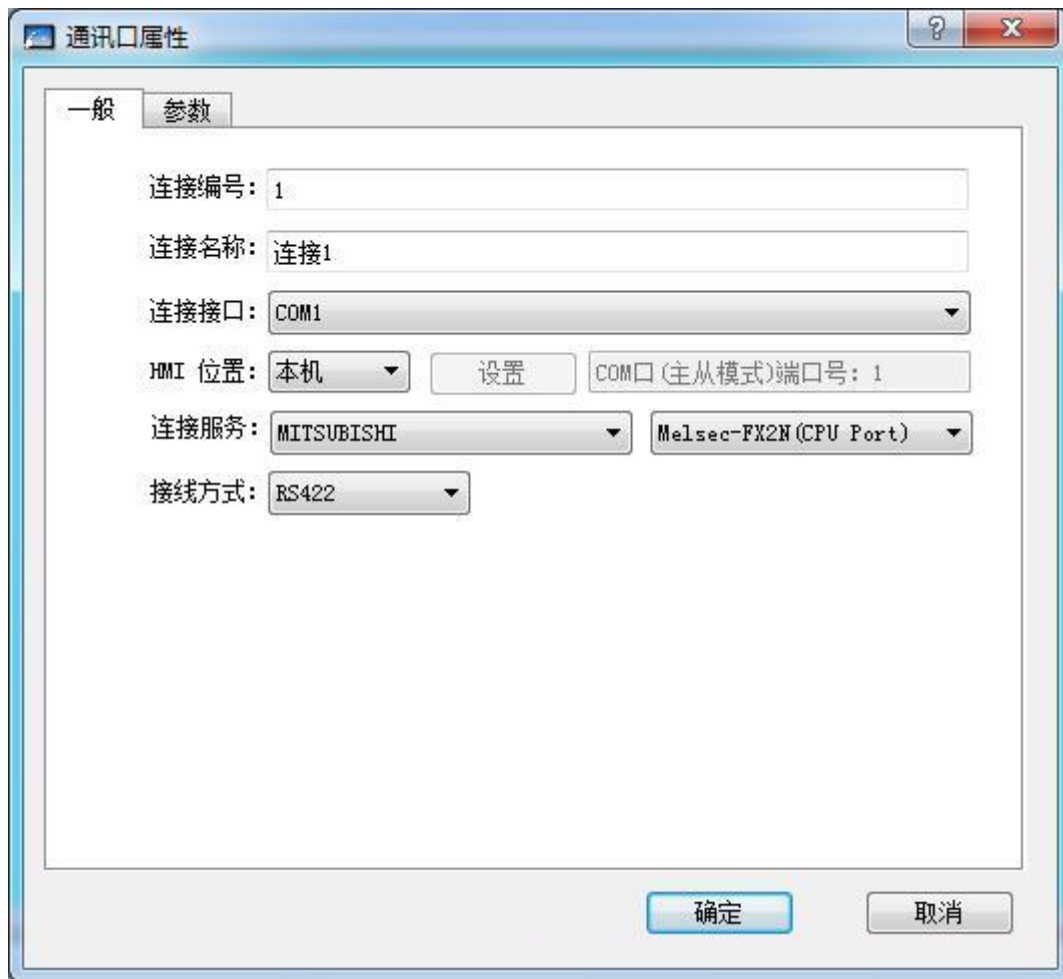 通讯口属性
一般 参数
连接编号: 1
连接名称: 连接1
连接接口: COM1
HMI 位置: 本机 设置 COM口(主从模式)端口号: 1
连接服务: MITSUBISHI Melsec-FX2N(CPU Port)
接线方式: RS422
确定 取消